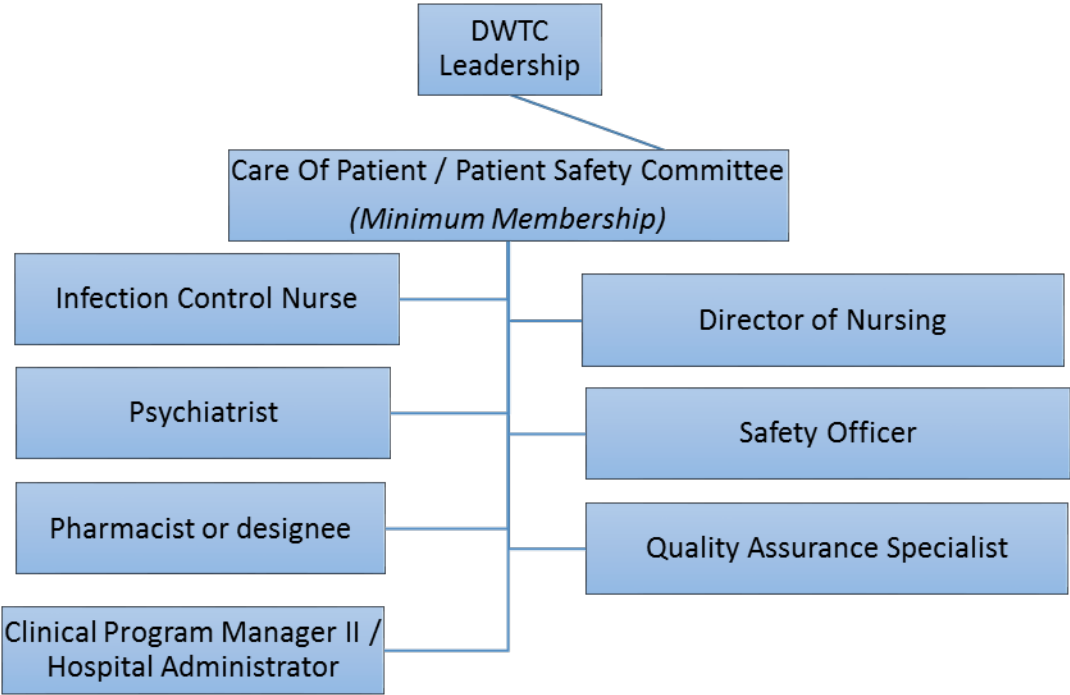 DWTC
Leadership
Care Of Patient / Patient Safety Committee
(Minimum Membership)
Infection Control Nurse
Director of Nursing
Psychiatrist
Safety Officer
Pharmacist or designee
Quality Assurance Specialist
Clinical Program Manager II /
Hospital Administrator